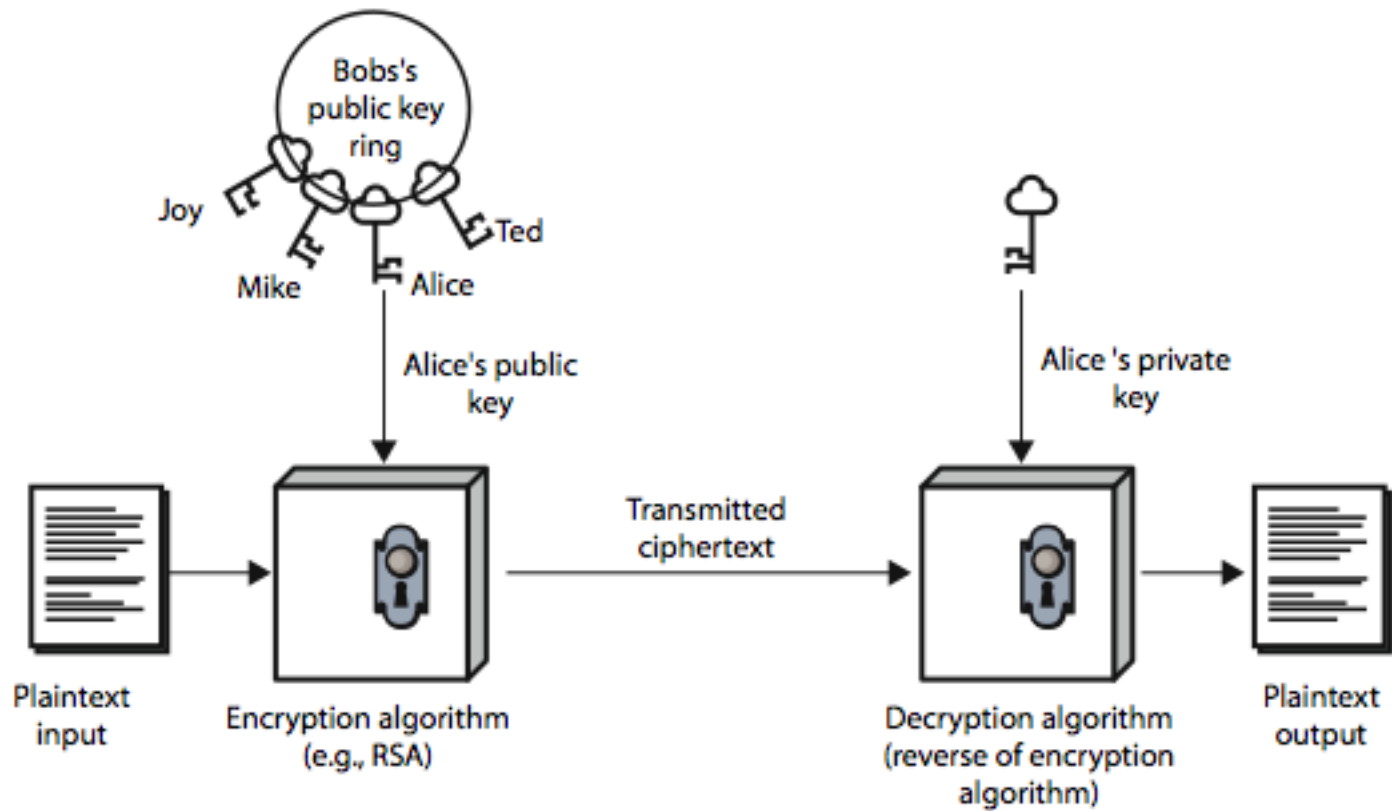 Bobs's
public key
ring
Joy
Ted
Mike
Alice
Alice's public
key
Alice 's private
key
Transmitted
ciphertext
Plaintext
input
Encryption algorithm
(e.g., RSA)
Decryption algorithm
(reverse of encryption
algorithm)
Plaintext
output